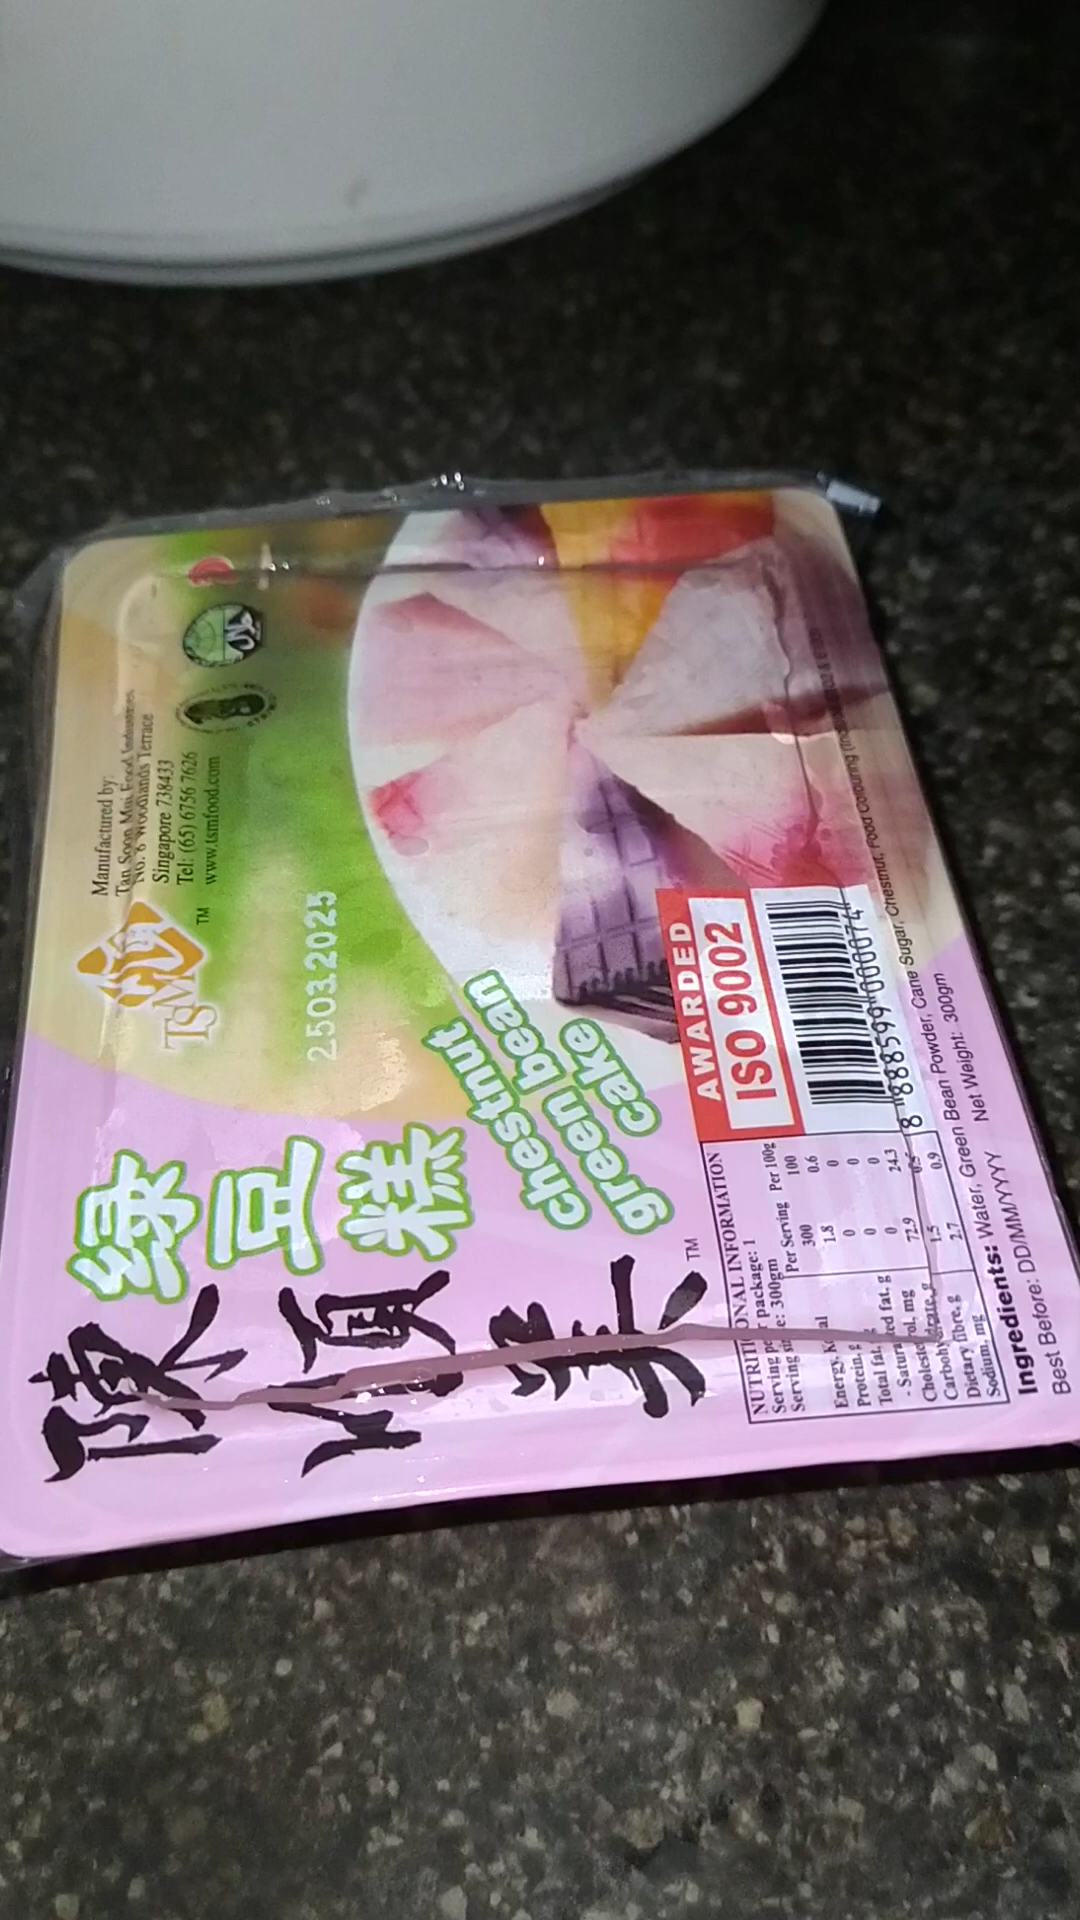 陳順美
TM
绿豆糕
chestnut
green bean
cake
TSM
TM
Manufactured by:
Tan Soon Mui Food Industries
No. 6 Woodlands Terrace
Singapore 738433
Tel: (65) 6756 7626
www.tsmfood.com
25032025
AWARDED
ISO 9002
8 888599 000074
NUTRITIONAL INFORMATION
Serving per package: 1
Serving size: 300gm
Per Serving Per 100g
300 100
Energy, Kcal 1.8 0.6
Protein, g 0 0
Total fat, g 0 0
- Saturated fat, g 0 0
Cholesterol, mg 72.9 24.3
Carbohydrate, g 1.5 0.5
Dietary fibre, g 2.7 0.9
Sodium, mg
Ingredients: Water, Green Bean Powder, Cane Sugar, Chestnut, Food Colouring
Best Before: DD/MM/YYYY Net Weight: 300gm